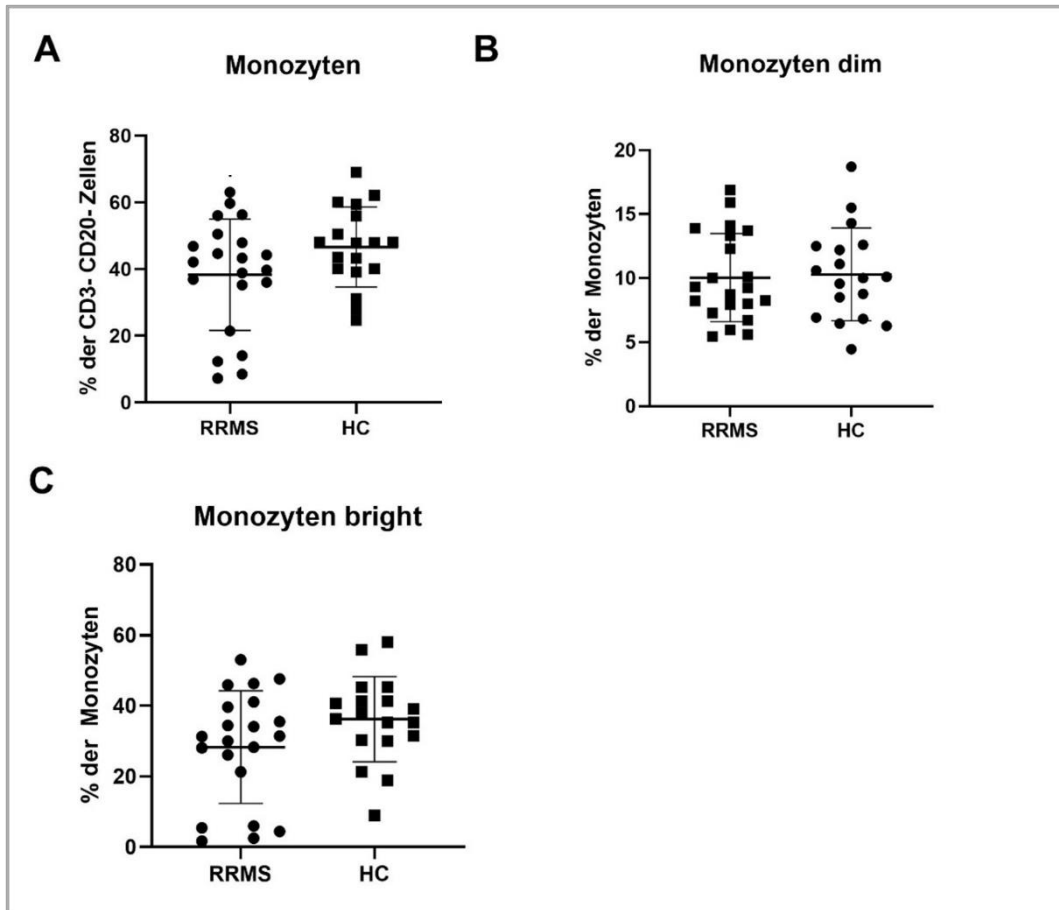 A
Monozyten
% der CD3- CD20- Zellen
80
60
40
20
0
RRMS
HC
B
Monozyten dim
% der Monozyten
20
15
10
5
0
RRMS
HC
C
Monozyten bright
% der Monozyten
80
60
40
20
0
RRMS
HC